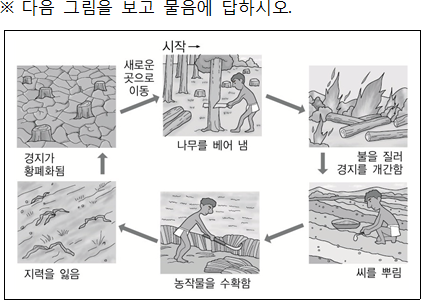 ※ 다음 그림을 보고 물음에 답하시오.
시작 →
새로운
곳으로
이동
나무를 베어 냄
불을 질러
경지를 개간함
씨를 뿌림
농작물을 수확함
지력을 잃음
경지가
황폐화됨